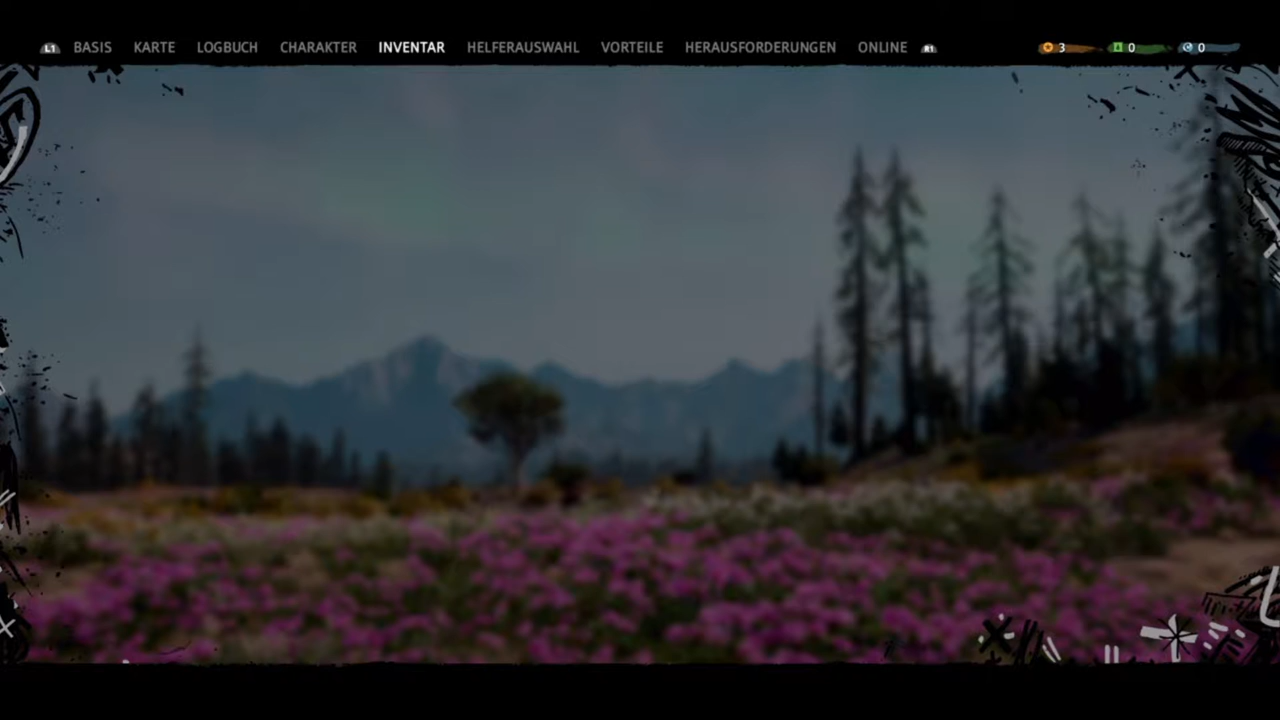 L1 BASIS KARTE LOGBUCH CHARAKTER INVENTAR HELFERAUSWAHL VORTEILE HERAUSFORDERUNGEN ONLINE R1 3 0 0